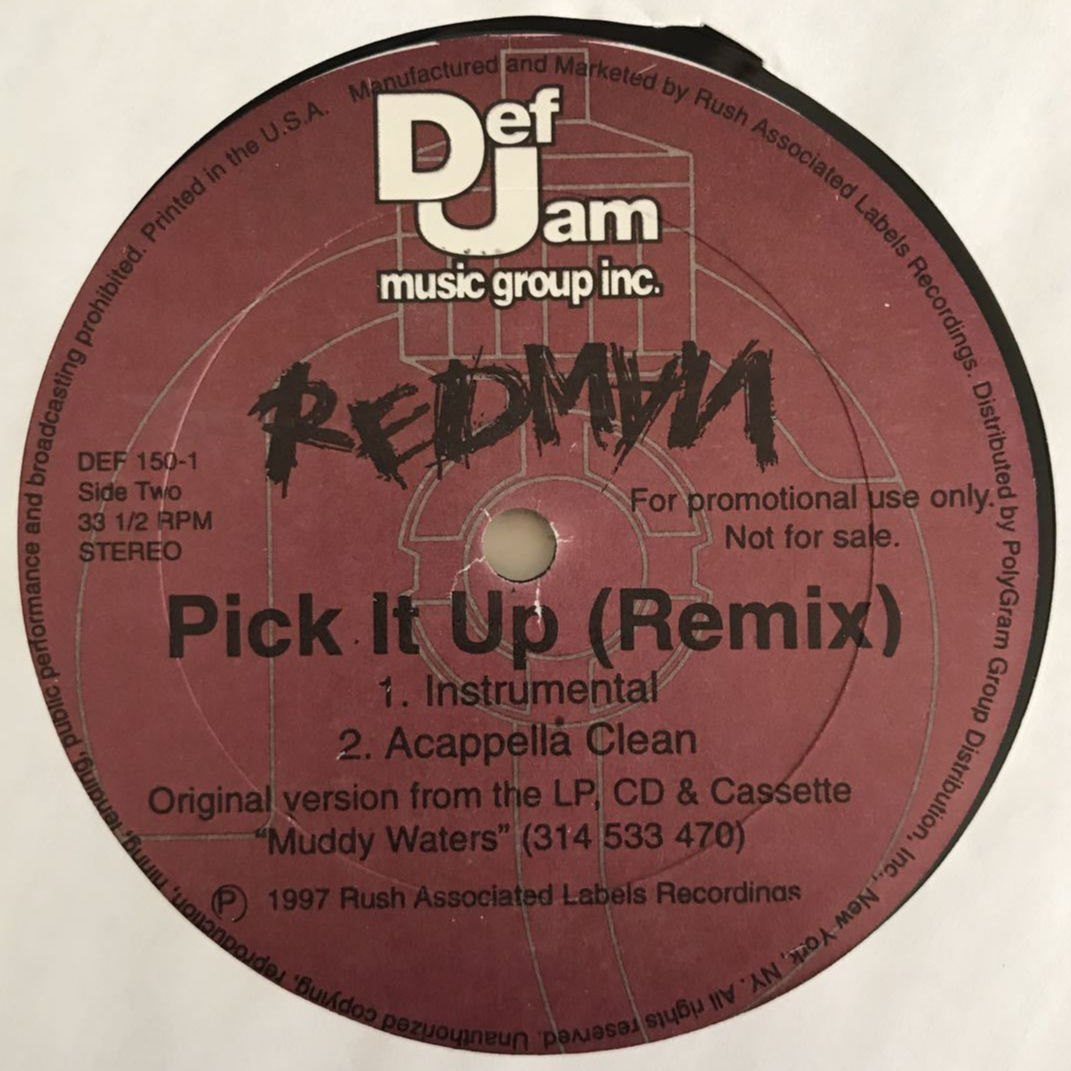 Manufactured and Marketed by Rush Associated Labels Recordings. Distributed by PolyGram Group Distribution, Inc., New York, NY. All rights reserved. Unauthorized copying, reproduction, hiring, lending, public performance and broadcasting prohibited. Printed in the U.S.A.
Def
Jam
music group inc.
REDMAN
DEF 150-1
Side Two
33 1/2 RPM
STEREO
For promotional use only.
Not for sale.
Pick It Up (Remix)
1. Instrumental
2. Acappella Clean
Original version from the LP, CD & Cassette
“Muddy Waters” (314 533 470)
Ⓟ 1997 Rush Associated Labels Recordings